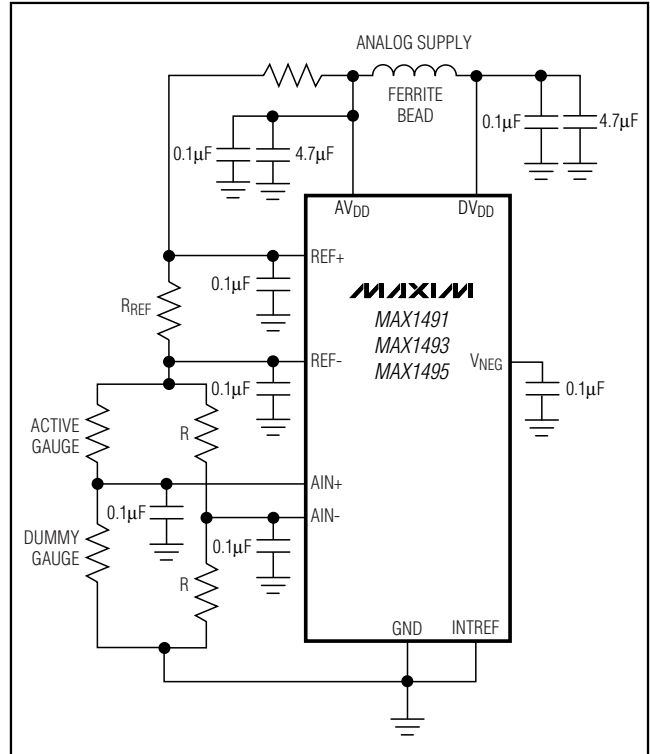 ANALOG SUPPLY
FERRITE
BEAD
0.1µF
4.7µF
0.1µF
4.7µF
AVDD
DVDD
REF+
0.1µF
RREF
MAXIM
MAX1491
MAX1493
MAX1495
REF-
VNEG
0.1µF
0.1µF
ACTIVE
GAUGE
R
AIN+
0.1µF
AIN-
DUMMY
GAUGE
0.1µF
R
GND
INTREF